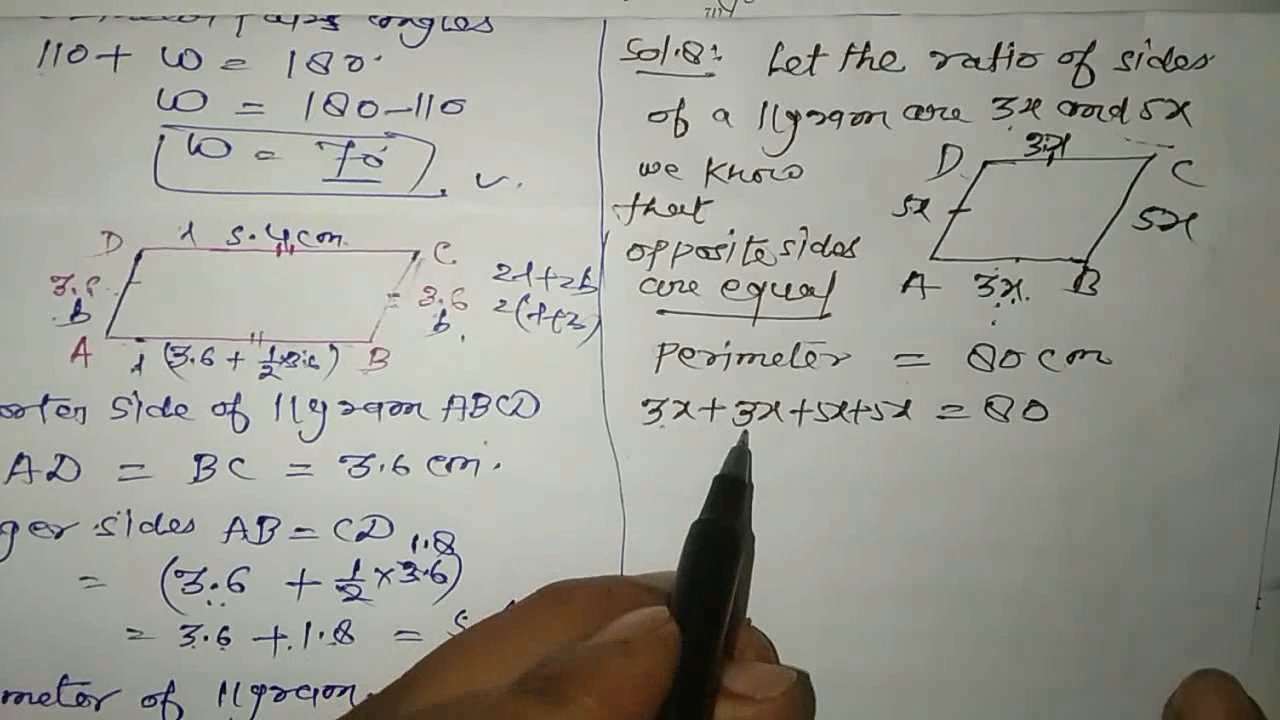 110 + ω = 180°
ω = 180-110
ω = 70°
D 1 5.4 cm. C
3.6
b
3.6
b
2l+2b
A (3.6 + 1/2×3.6) B
side of llgram ABCD
AD = BC = 3.6 cm.
ger sides AB = CD
1.8
= (3.6 + 1/2 × 3.6)
= 3.6 + 1.8 =
meter of llgram
Sol.8: Let the ratio of sides
of a llgram are 3x and 5x
we know
that
opposite sides
are equal
D 3x C
5x
5x
A 3x. B
Perimeter = 80 cm
3x + 3x + 5x + 5x = 80